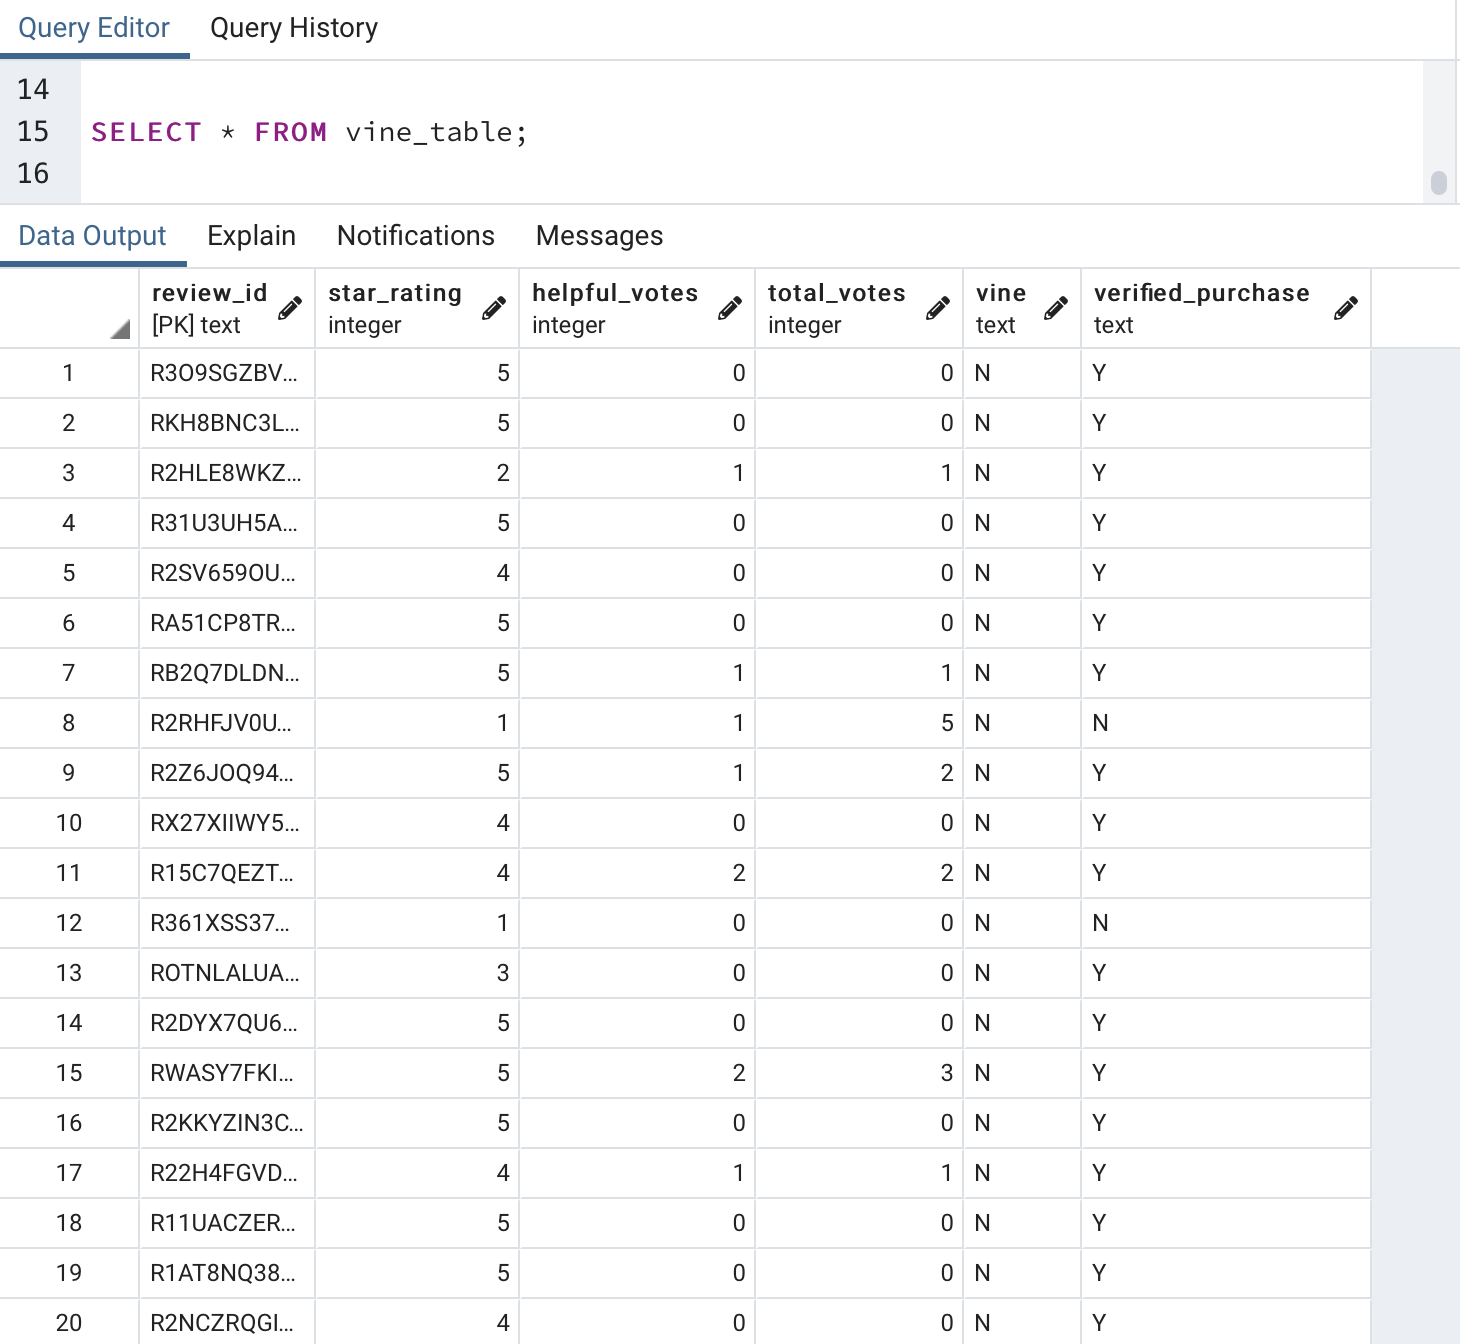 Query Editor Query History
14
15 SELECT * FROM vine_table;
16
Data Output Explain Notifications Messages
review_id star_rating helpful_votes total_votes vine verified_purchase
[PK] text integer integer integer text text
1 R3O9SGZBV... 5 0 0 N Y
2 RKH8BNC3L... 5 0 0 N Y
3 R2HLE8WKZ... 2 1 1 N Y
4 R31U3UH5A... 5 0 0 N Y
5 R2SV659OU... 4 0 0 N Y
6 RA51CP8TR... 5 0 0 N Y
7 RB2Q7DLDN... 5 1 1 N Y
8 R2RHFJV0U... 1 1 5 N N
9 R2Z6JOQ94... 5 1 2 N Y
10 RX27XIIWY5... 4 0 0 N Y
11 R15C7QEZT... 4 2 2 N Y
12 R361XSS37... 1 0 0 N N
13 ROTNLALUA... 3 0 0 N Y
14 R2DYX7QU6... 5 0 0 N Y
15 RWASY7FKI... 5 2 3 N Y
16 R2KKYZIN3C... 5 0 0 N Y
17 R22H4FGVD... 4 1 1 N Y
18 R11UACZER... 5 0 0 N Y
19 R1AT8NQ38... 5 0 0 N Y
20 R2NCZRQGI... 4 0 0 N Y